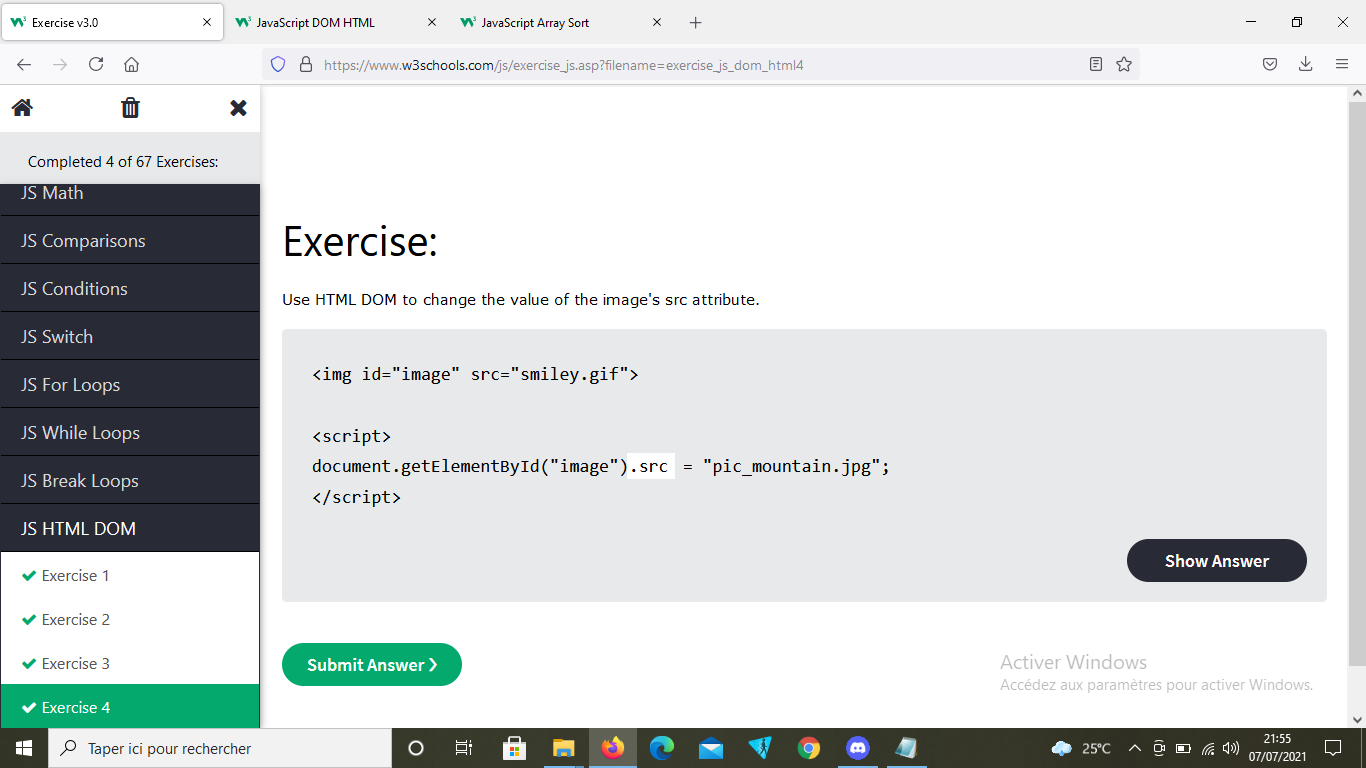 Exercise v3.0
JavaScript DOM HTML
JavaScript Array Sort
https://www.w3schools.com/js/exercise_js.asp?filename=exercise_js_dom_html4
Completed 4 of 67 Exercises:
JS Math
JS Comparisons
JS Conditions
JS Switch
JS For Loops
JS While Loops
JS Break Loops
JS HTML DOM
Exercise 1
Exercise 2
Exercise 3
Exercise 4
Exercise:
Use HTML DOM to change the value of the image's src attribute.
<img id="image" src="smiley.gif">
<script>
document.getElementById("image").src = "pic_mountain.jpg";
</script>
Show Answer
Submit Answer ❯
Activer Windows
Accédez aux paramètres pour activer Windows.
Taper ici pour rechercher
25°C
21:55
07/07/2021